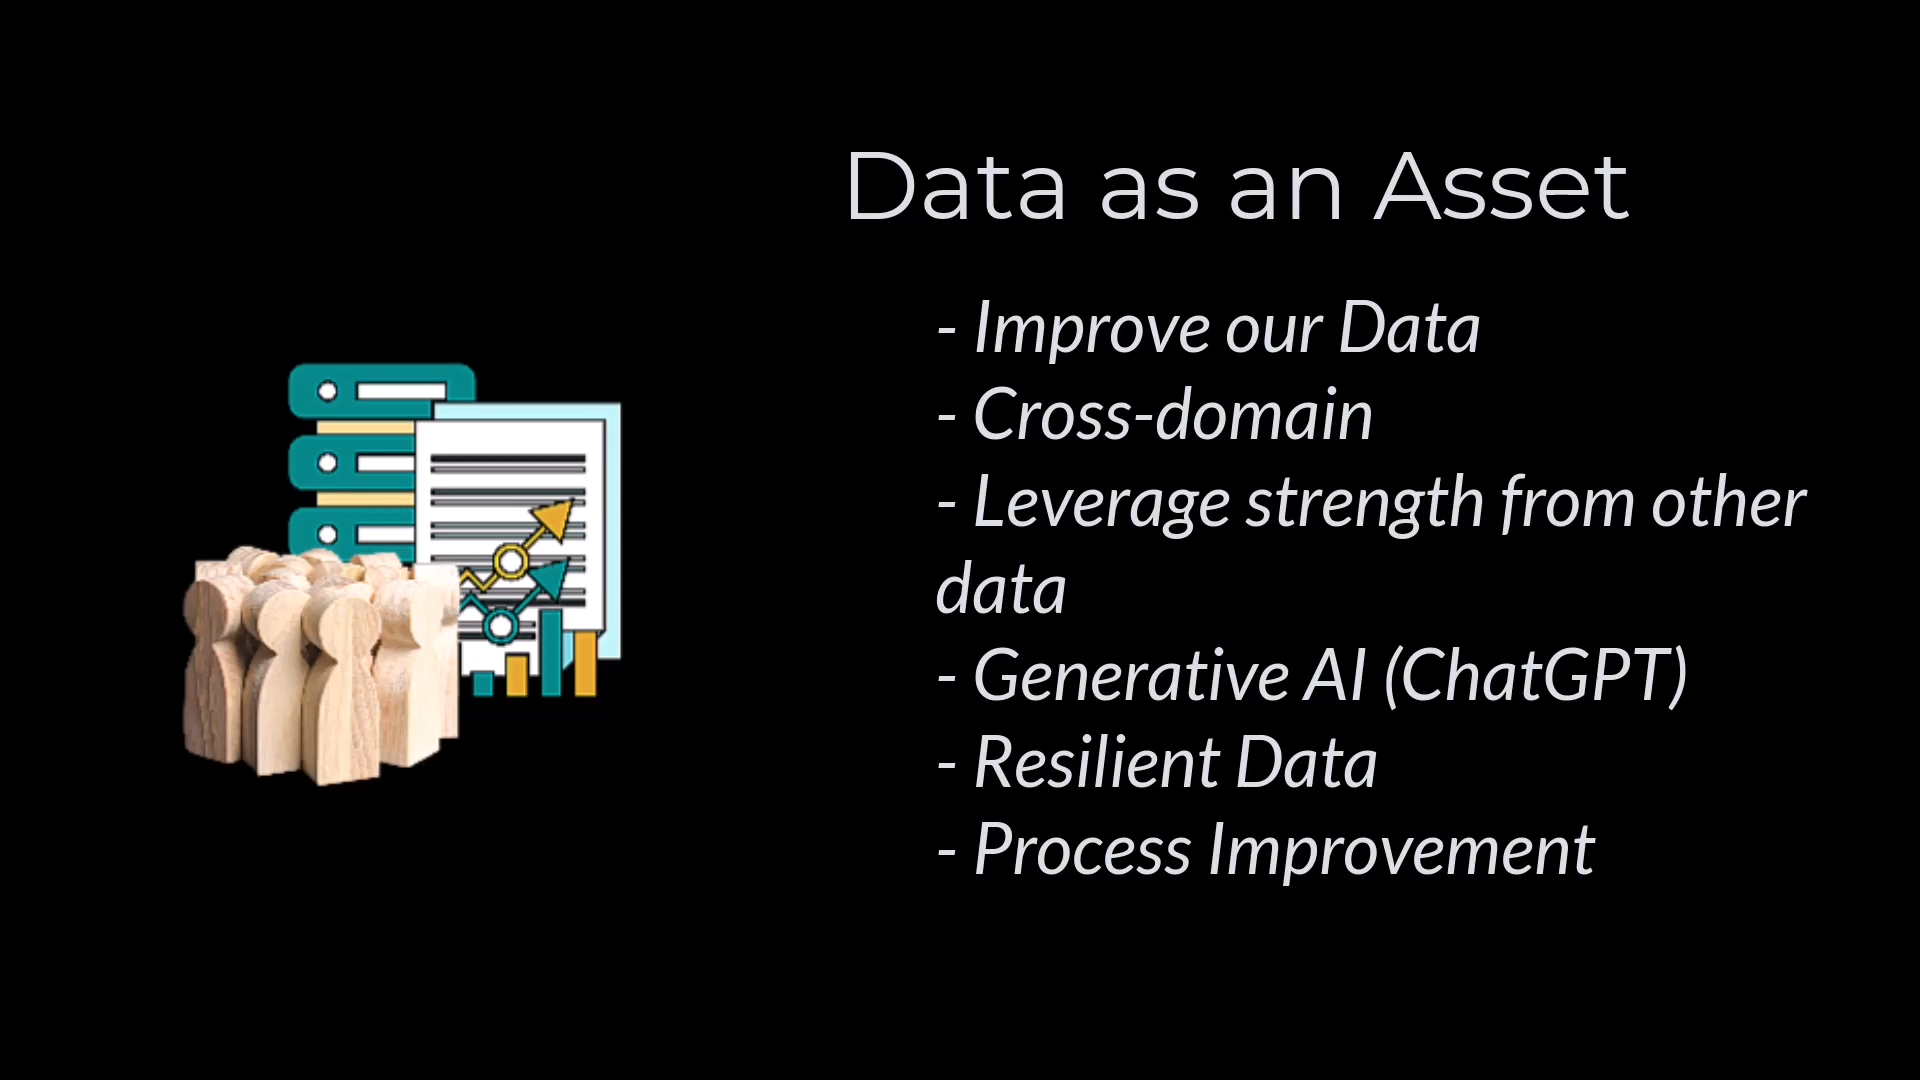 Data as an Asset
- Improve our Data
- Cross-domain
- Leverage strength from other
data
- Generative AI (ChatGPT)
- Resilient Data
- Process Improvement